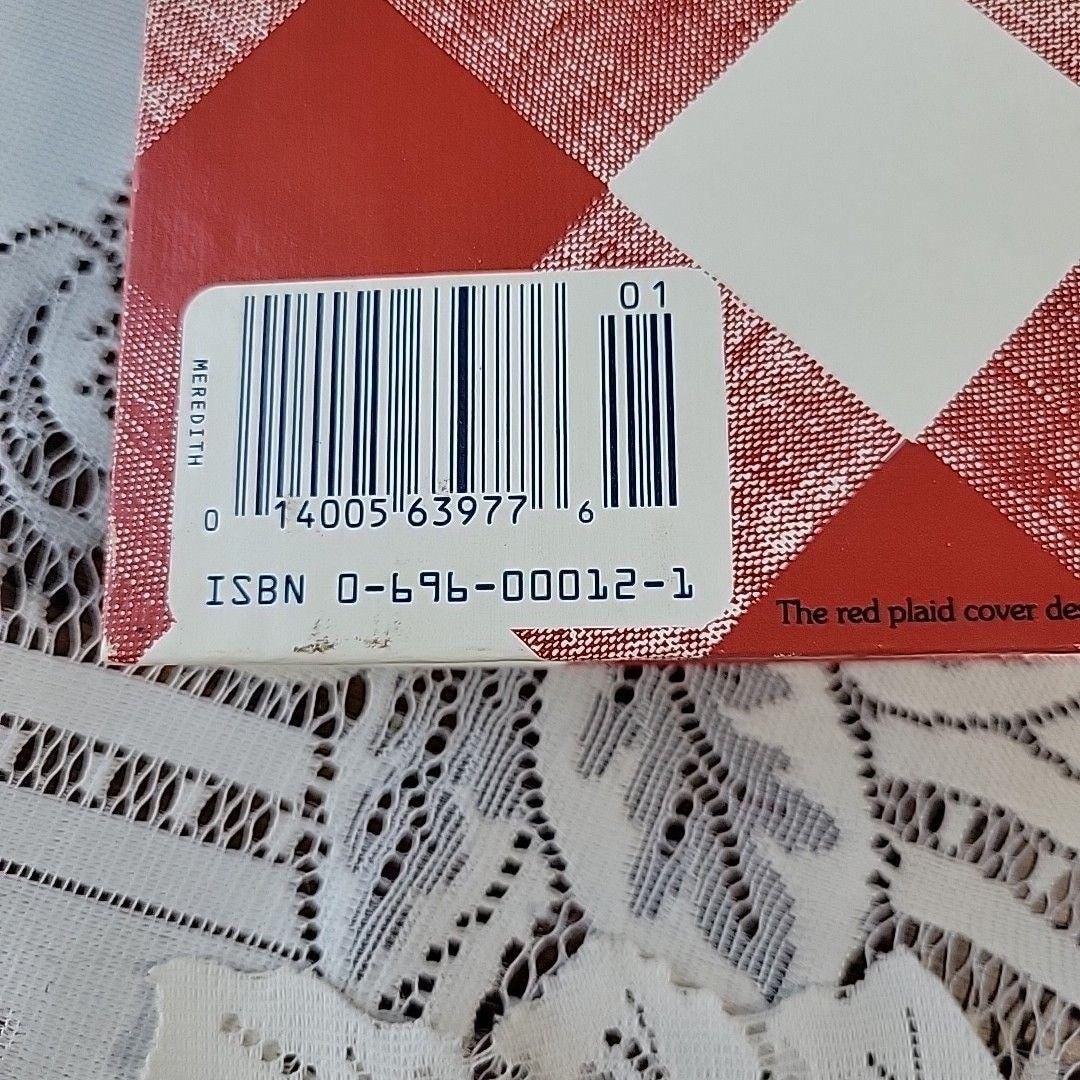 01
MEREDITH
0 14005 63977 6
ISBN 0-696-00012-1
The red plaid cover de